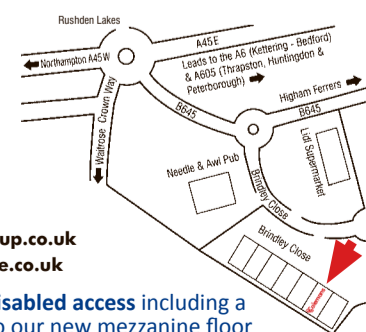 Rushden Lakes
A45E
Northampton A45W
Leads to the A6 (Kettering - Bedford)
& A605 (Thrapston, Huntingdon &
Peterborough)
Higham Ferrers
B645
B645
Waitrose Crown Way
Needle & Awl Pub
Lidl Supermarket
Brindley Close
Brindley Close
up.co.uk
e.co.uk
isabled access including a
o our new mezzanine floor